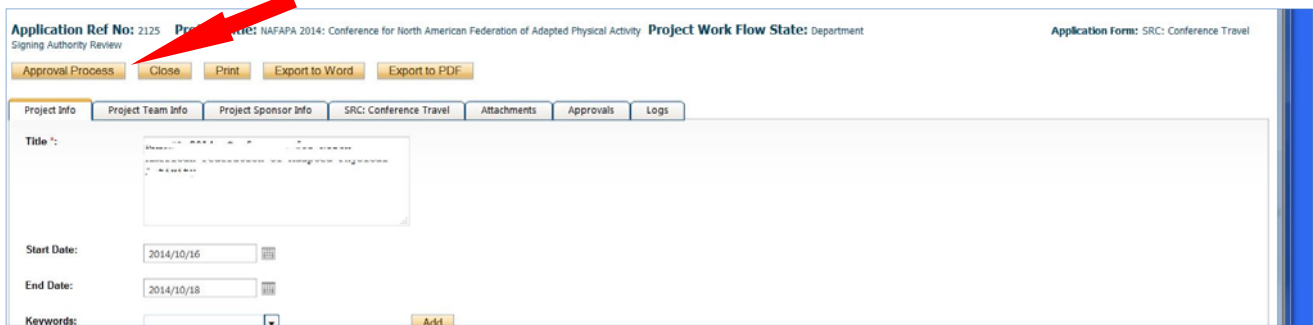 Application Ref No: 2125 NAFAPA 2014: Conference for North American Federation of Adapted Physical Activity Project Work Flow State: Department
Signing Authority Review
Application Form: SRC: Conference Travel
Approval Process Close Print Export to Word Export to PDF
Project Info Project Team Info Project Sponsor Info SRC: Conference Travel Attachments Approvals Logs
Title *:
Start Date: 2014/10/16
End Date: 2014/10/18
Keywords: Add